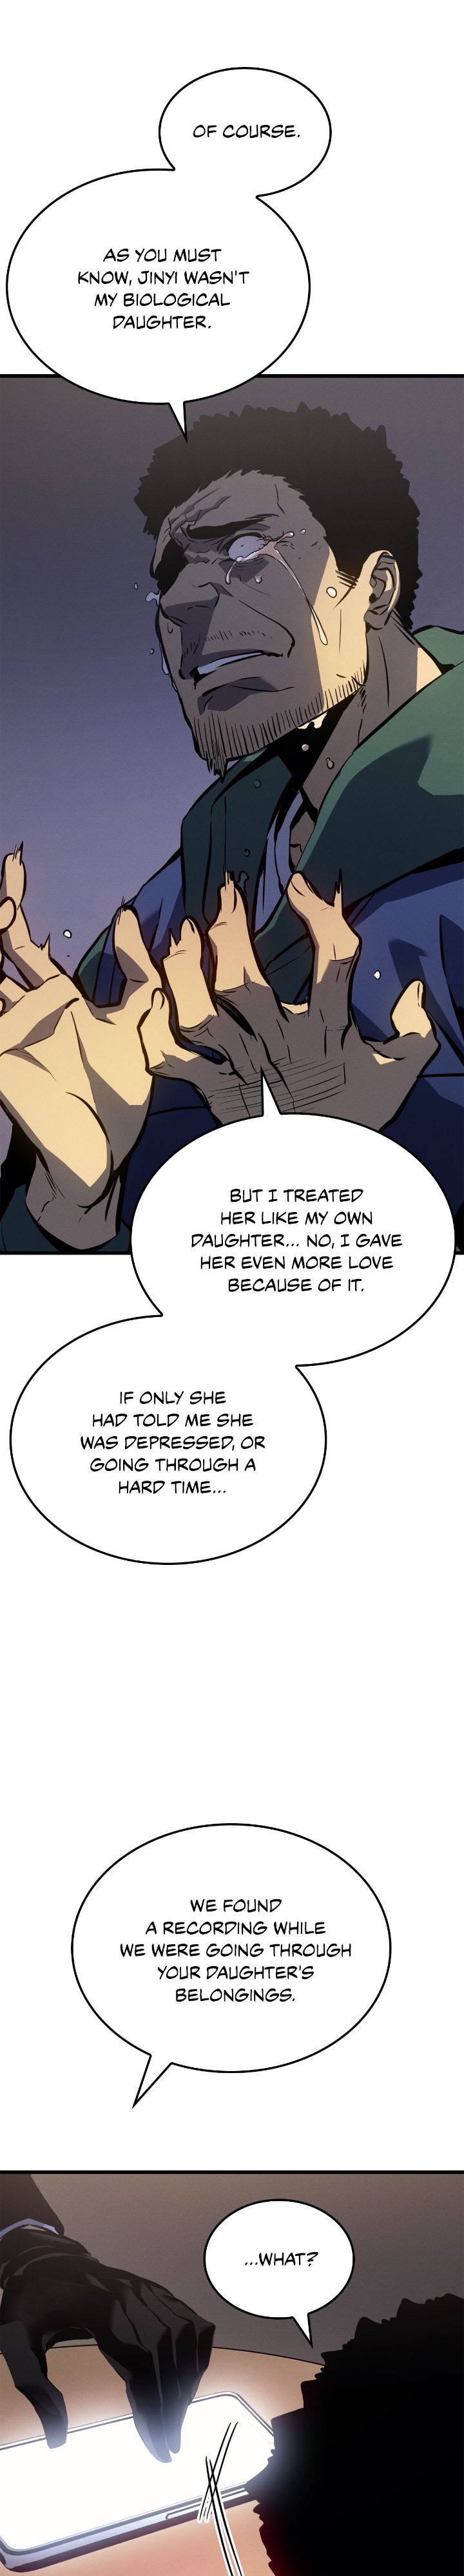 OF COURSE.
AS YOU MUST
KNOW, JINYI WASN'T
MY BIOLOGICAL
DAUGHTER.
BUT I TREATED
HER LIKE MY OWN
DAUGHTER... NO, I GAVE
HER EVEN MORE LOVE
BECAUSE OF IT.
IF ONLY SHE
HAD TOLD ME SHE
WAS DEPRESSED, OR
GOING THROUGH A
HARD TIME...
WE FOUND
A RECORDING WHILE
WE WERE GOING THROUGH
YOUR DAUGHTER'S
BELONGINGS.
...WHAT?